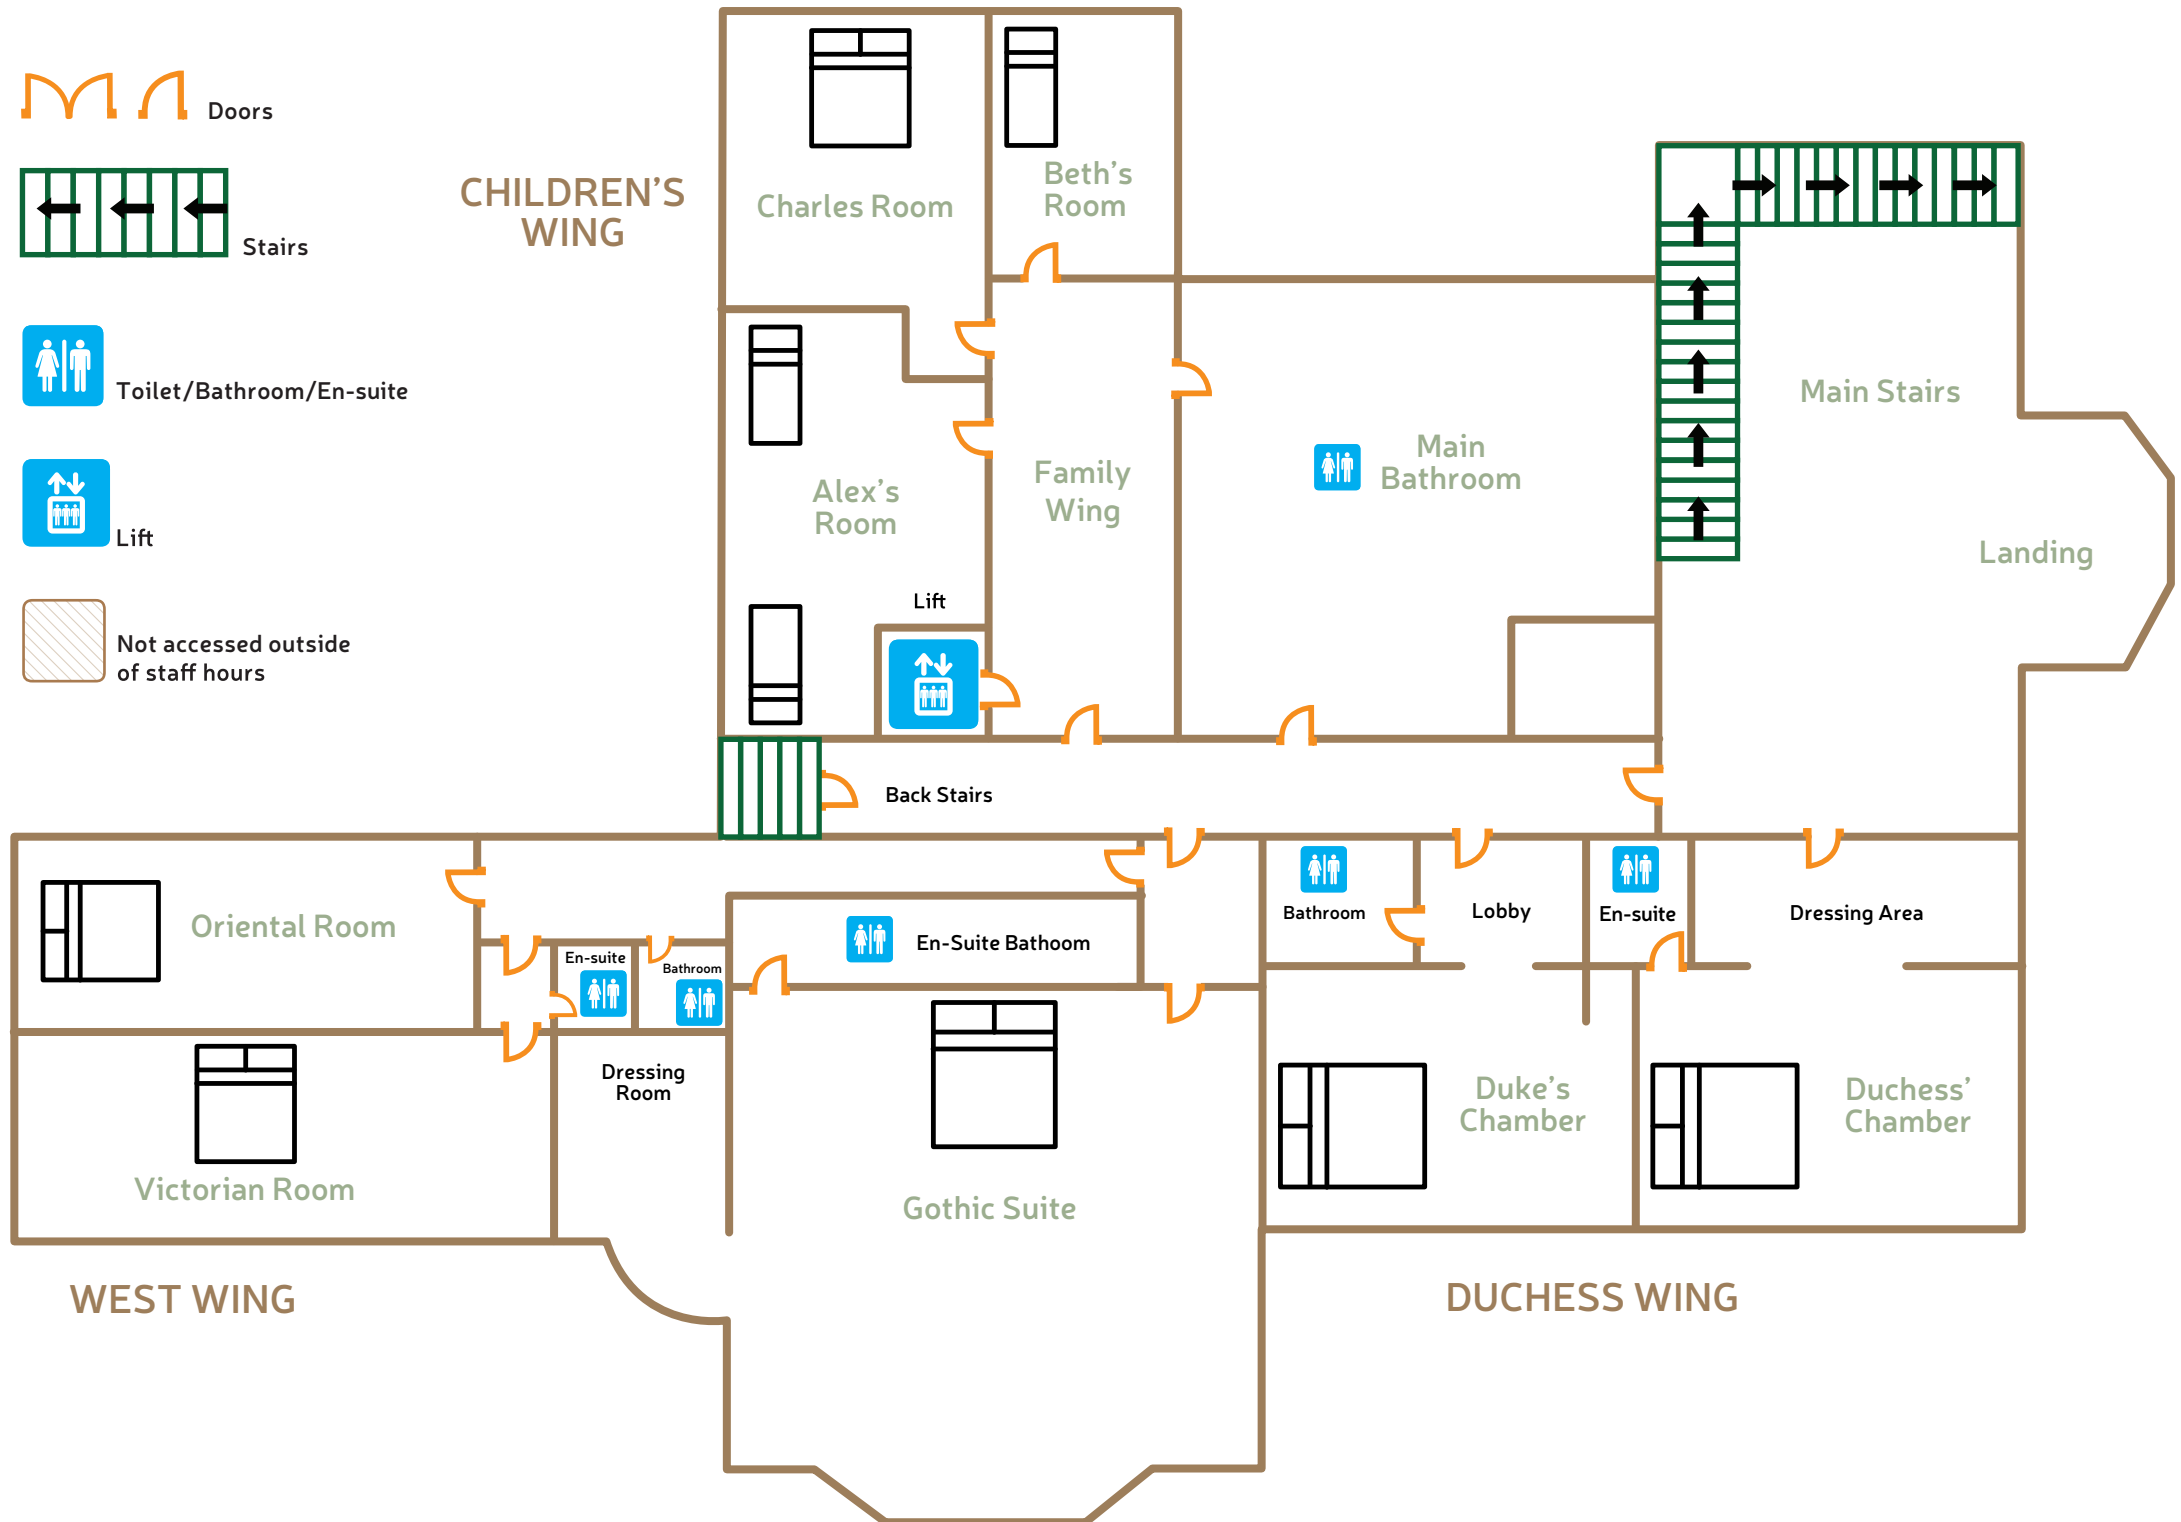 Doors
Stairs
Toilet/Bathroom/En-suite
Lift
Not accessed outside
of staff hours
CHILDREN'S
WING
Charles Room
Beth's
Room
Alex's
Room
Lift
Family
Wing
Main
Bathroom
Main Stairs
Landing
Back Stairs
Oriental Room
En-suite
Bathroom
En-Suite Bathoom
Bathroom
Lobby
En-suite
Dressing Area
Dressing
Room
Victorian Room
Gothic Suite
Duke's
Chamber
Duchess'
Chamber
WEST WING
DUCHESS WING